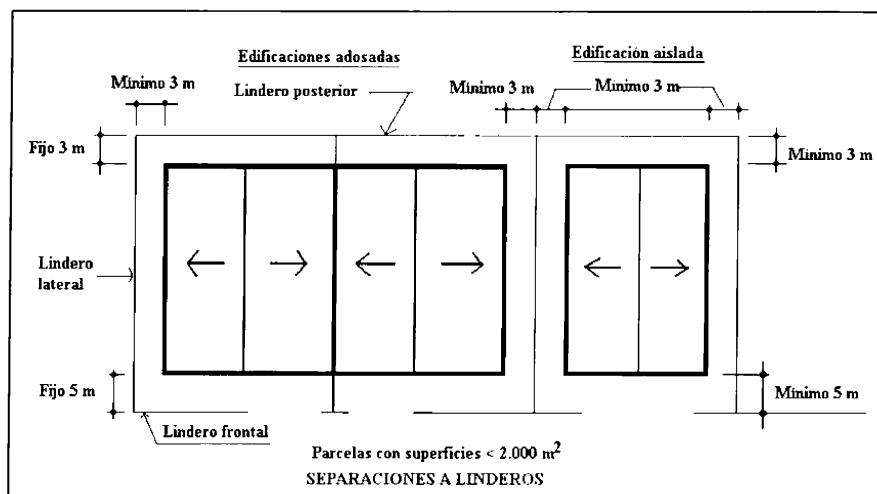 Edificaciones adosadas
Edificación aislada
Mínimo 3 m
Lindero posterior
Mínimo 3 m
Mínimo 3 m
Fijo 3 m
Mínimo 3 m
Lindero
lateral
Fijo 5 m
Mínimo 5 m
Lindero frontal
Parcelas con superficies < 2.000 m²
SEPARACIONES A LINDEROS